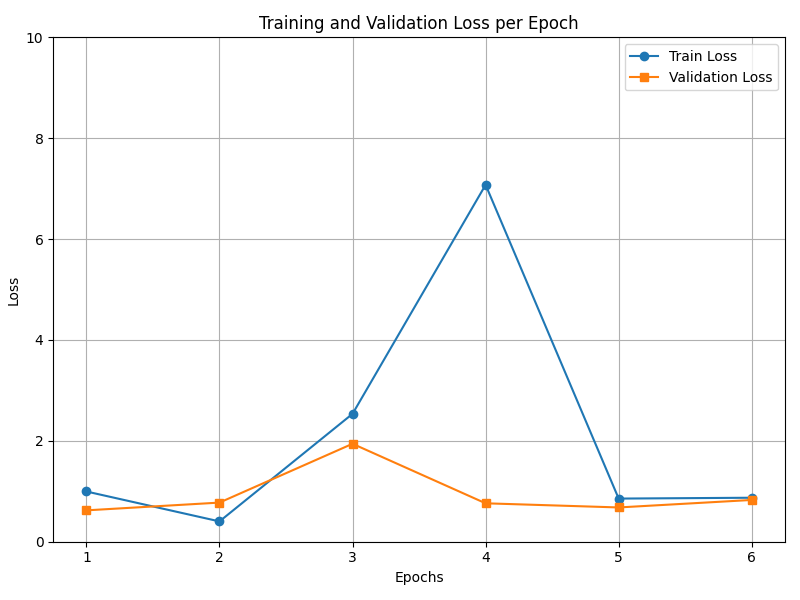 Training and Validation Loss per Epoch
Train Loss
Validation Loss
10
8
6
4
2
0
Loss
1 2 3 4 5 6
Epochs